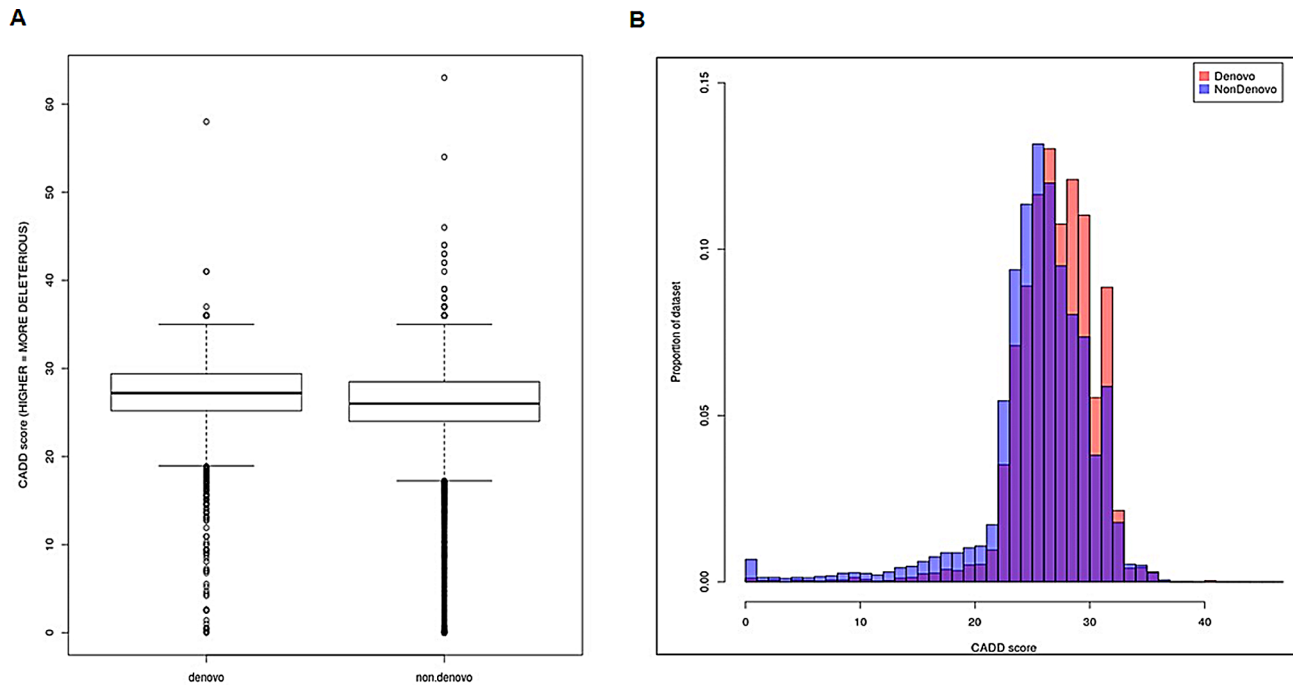 A
CADD score (HIGHER = MORE DELETERIOUS)
60
50
40
30
20
10
0
denovo
non.denovo
B
Denovo
NonDenovo
Proportion of dataset
0.15
0.10
0.05
0.00
0
10
20
30
40
CADD score